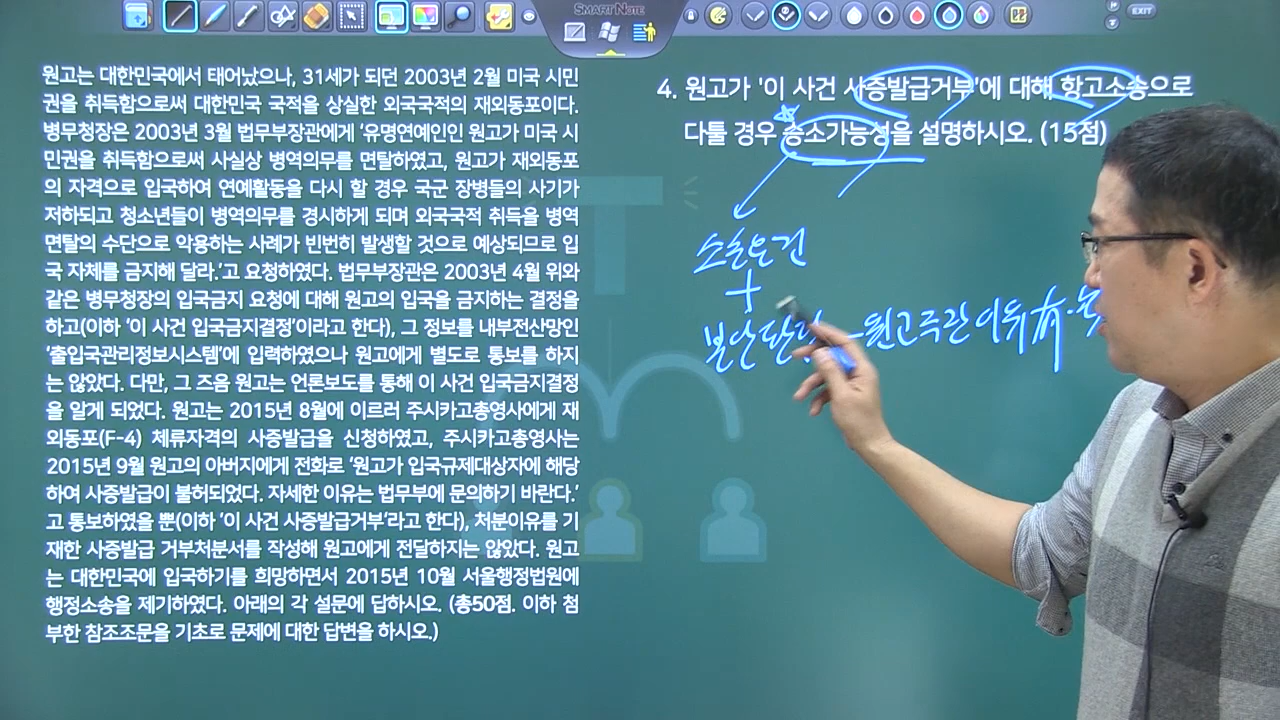 SMART NOTE
EXIT
원고는 대한민국에서 태어났으나, 31세가 되던 2003년 2월 미국 시민
권을 취득함으로써 대한민국 국적을 상실한 외국국적의 재외동포이다.
병무청장은 2003년 3월 법무부장관에게 '유명연예인인 원고가 미국 시
민권을 취득함으로써 사실상 병역의무를 면탈하였고, 원고가 재외동포
의 자격으로 입국하여 연예활동을 다시 할 경우 국군 장병들의 사기가
저하되고 청소년들이 병역의무를 경시하게 되며 외국국적 취득을 병역
면탈의 수단으로 악용하는 사례가 빈번히 발생할 것으로 예상되므로 입
국 자체를 금지해 달라.'고 요청하였다. 법무부장관은 2003년 4월 위와
같은 병무청장의 입국금지 요청에 대해 원고의 입국을 금지하는 결정을
하고(이하 '이 사건 입국금지결정'이라고 한다), 그 정보를 내부전산망인
'출입국관리정보시스템'에 입력하였으나 원고에게 별도로 통보를 하지
는 않았다. 다만, 그 즈음 원고는 언론보도를 통해 이 사건 입국금지결정
을 알게 되었다. 원고는 2015년 8월에 이르러 주시카고총영사에게 재
외동포(F-4) 체류자격의 사증발급을 신청하였고, 주시카고총영사는
2015년 9월 원고의 아버지에게 전화로 '원고가 입국규제대상자에 해당
하여 사증발급이 불허되었다. 자세한 이유는 법무부에 문의하기 바란다.'
고 통보하였을 뿐(이하 '이 사건 사증발급거부'라고 한다), 처분이유를 기
재한 사증발급 거부처분서를 작성해 원고에게 전달하지는 않았다. 원고
는 대한민국에 입국하기를 희망하면서 2015년 10월 서울행정법원에
행정소송을 제기하였다. 아래의 각 설문에 답하시오. (총50점. 이하 첨
부한 참조조문을 기초로 문제에 대한 답변을 하시오.)
4. 원고가 '이 사건 사증발급거부'에 대해 항고소송으로
다툴 경우 승소가능성을 설명하시오. (15점)
소송요건
+
본안판단 - 원고주관 이유 有·